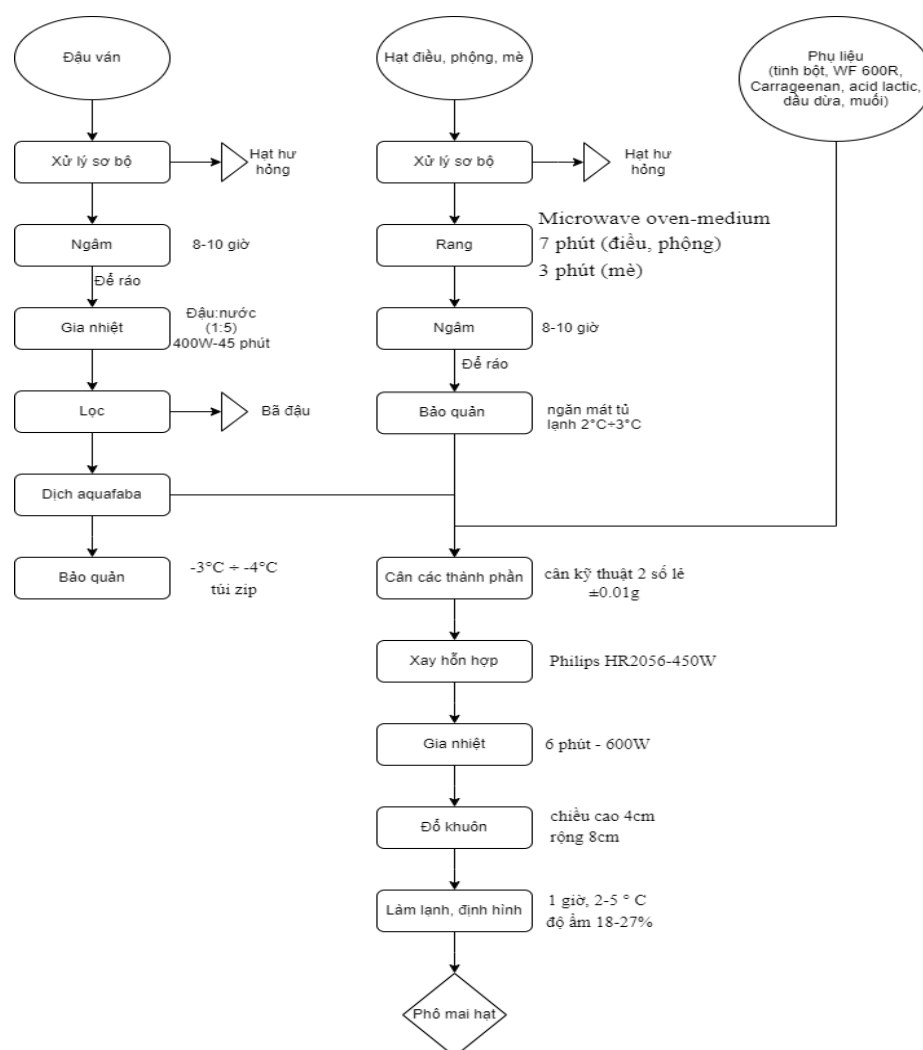 Đậu ván
Hạt điều, phộng, mè
Phụ liệu
(tinh bột, WF 600R,
Carrageenan, acid lactic,
dầu dừa, muối)
Xử lý sơ bộ
Hạt hư
hỏng
Xử lý sơ bộ
Hạt hư
hỏng
Ngâm
8-10 giờ
Rang
Microwave oven-medium
7 phút (điều, phộng)
3 phút (mè)
Để ráo
Gia nhiệt
Đậu:nước
(1:5)
400W-45 phút
Ngâm
8-10 giờ
Để ráo
Lọc
Bã đậu
Bảo quản
ngăn mát tủ
lạnh 2°C÷3°C
Dịch aquafaba
Bảo quản
-3°C ÷ -4°C
túi zip
Cân các thành phần
cân kỹ thuật 2 số lẻ
±0.01g
Xay hỗn hợp
Philips HR2056-450W
Gia nhiệt
6 phút - 600W
Đổ khuôn
chiều cao 4cm
rộng 8cm
Làm lạnh, định hình
1 giờ, 2-5 ° C
độ ẩm 18-27%
Phô mai hạt